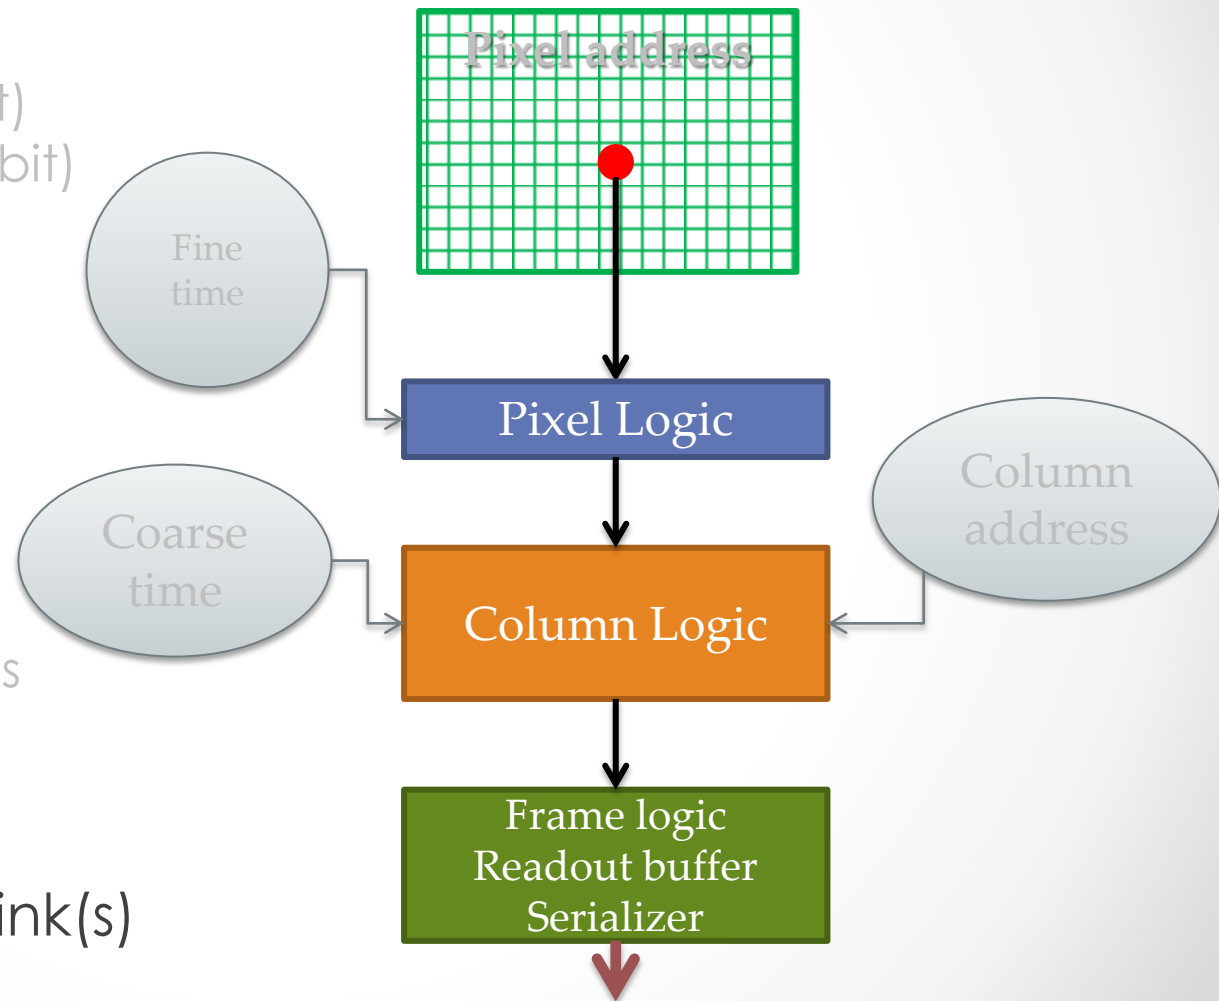 Pixel address
t)
bit)
Fine
time
Pixel Logic
Column
address
Coarse
time
Column Logic
s
Frame logic
Readout buffer
Serializer
ink(s)